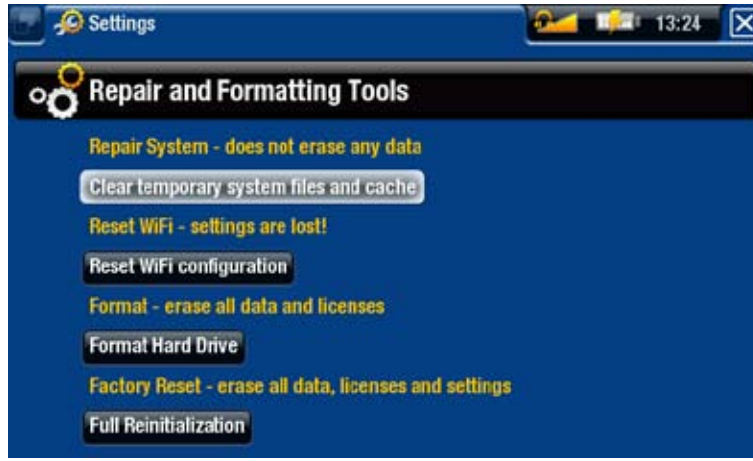 Settings
13:24
Repair and Formatting Tools
Repair System - does not erase any data
Clear temporary system files and cache
Reset WiFi - settings are lost!
Reset WiFi configuration
Format - erase all data and licenses
Format Hard Drive
Factory Reset - erase all data, licenses and settings
Full Reinitialization